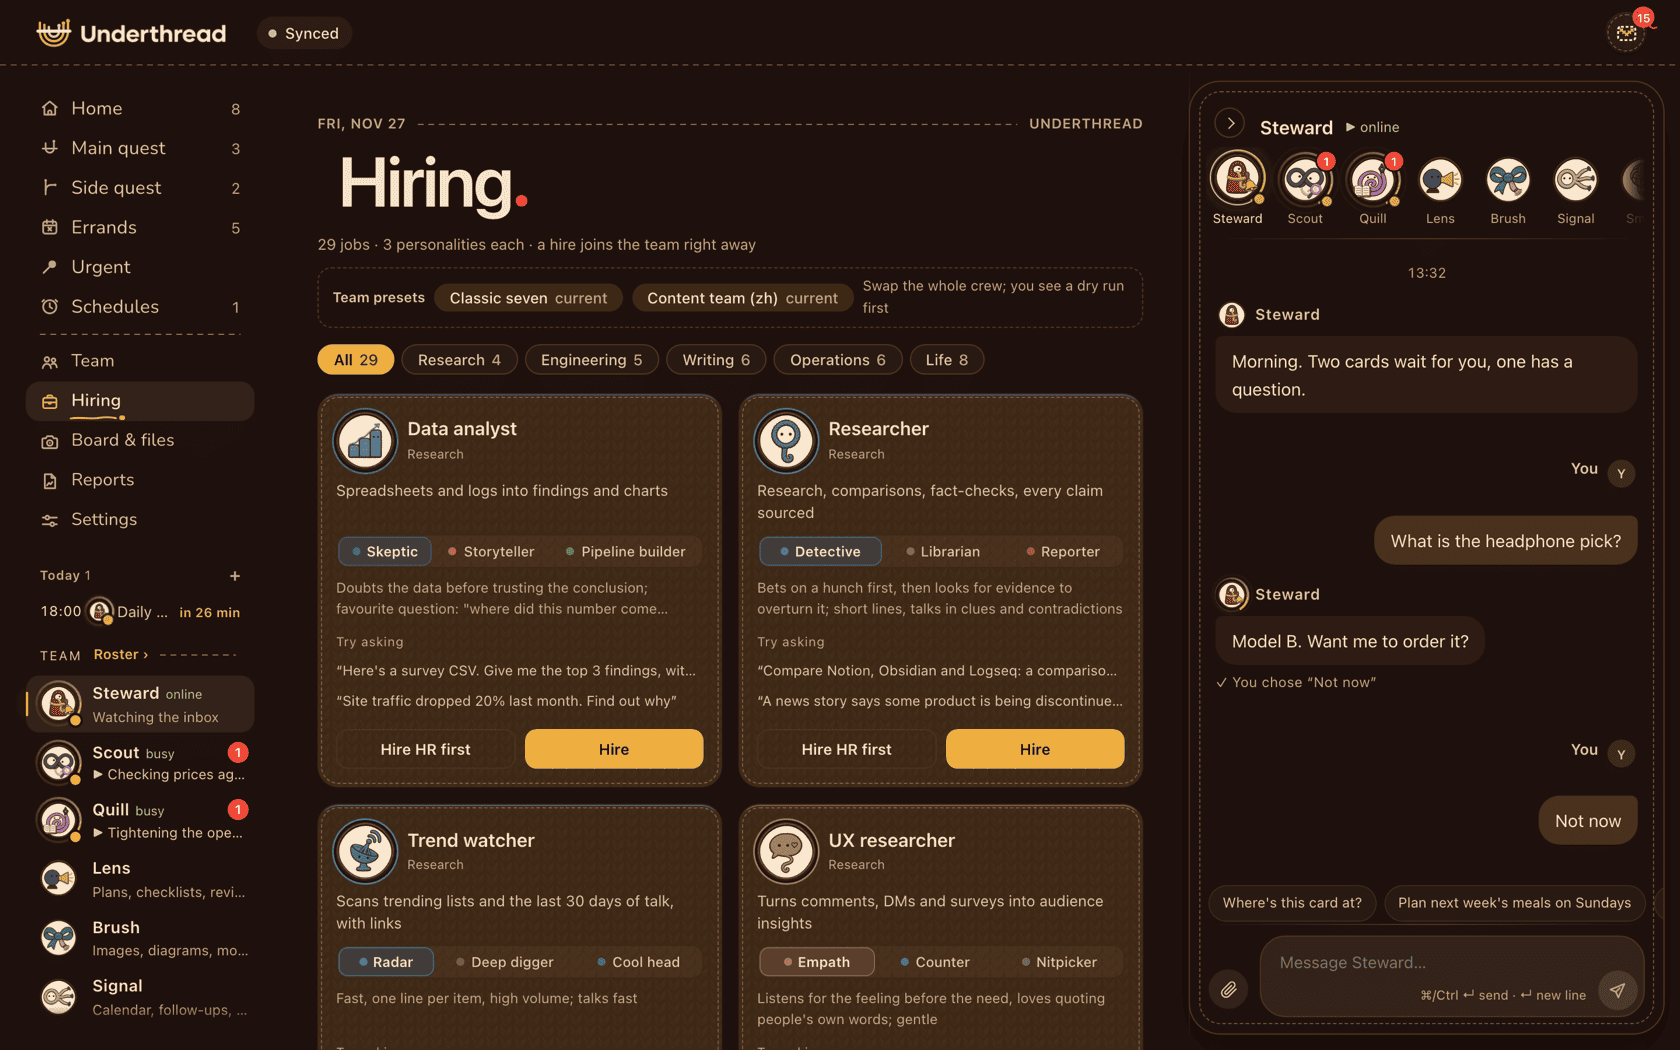 Underthread
Synced
15
Home 8
Main quest 3
Side quest 2
Errands 5
Urgent
Schedules 1
Team
Hiring
Board & files
Reports
Settings
Today 1 +
18:00 Daily ... in 26 min
TEAM Roster ›
Steward online
Watching the inbox
Scout busy 1
Checking prices ag...
Quill busy 1
Tightening the ope...
Lens
Plans, checklists, revi...
Brush
Images, diagrams, mo...
Signal
Calendar, follow-ups, ...
FRI, NOV 27 UNDERTHREAD
Hiring.
29 jobs · 3 personalities each · a hire joins the team right away
Team presets
Classic seven current
Content team (zh) current
Swap the whole crew; you see a dry run
first
All 29
Research 4
Engineering 5
Writing 6
Operations 6
Life 8
Data analyst
Research
Spreadsheets and logs into findings and charts
Skeptic
Storyteller
Pipeline builder
Doubts the data before trusting the conclusion;
favourite question: "where did this number come...
Try asking
“Here's a survey CSV. Give me the top 3 findings, wit...
“Site traffic dropped 20% last month. Find out why”
Hire HR first
Hire
Researcher
Research
Research, comparisons, fact-checks, every claim
sourced
Detective
Librarian
Reporter
Bets on a hunch first, then looks for evidence to
overturn it; short lines, talks in clues and contradictions
Try asking
“Compare Notion, Obsidian and Logseq: a compariso...
“A news story says some product is being discontinue...
Hire HR first
Hire
Trend watcher
Research
Scans trending lists and the last 30 days of talk,
with links
Radar
Deep digger
Cool head
Fast, one line per item, high volume; talks fast
UX researcher
Research
Turns comments, DMs and surveys into audience
insights
Empath
Counter
Nitpicker
Listens for the feeling before the need, loves quoting
people's own words; gentle
Steward online
1
1
Steward
Scout
Quill
Lens
Brush
Signal
13:32
Steward
Morning. Two cards wait for you, one has a
question.
You Y
What is the headphone pick?
Steward
Model B. Want me to order it?
✓ You chose “Not now”
You Y
Not now
Where's this card at?
Plan next week's meals on Sundays
Message Steward...
⌘/Ctrl ↵ send · ↵ new line